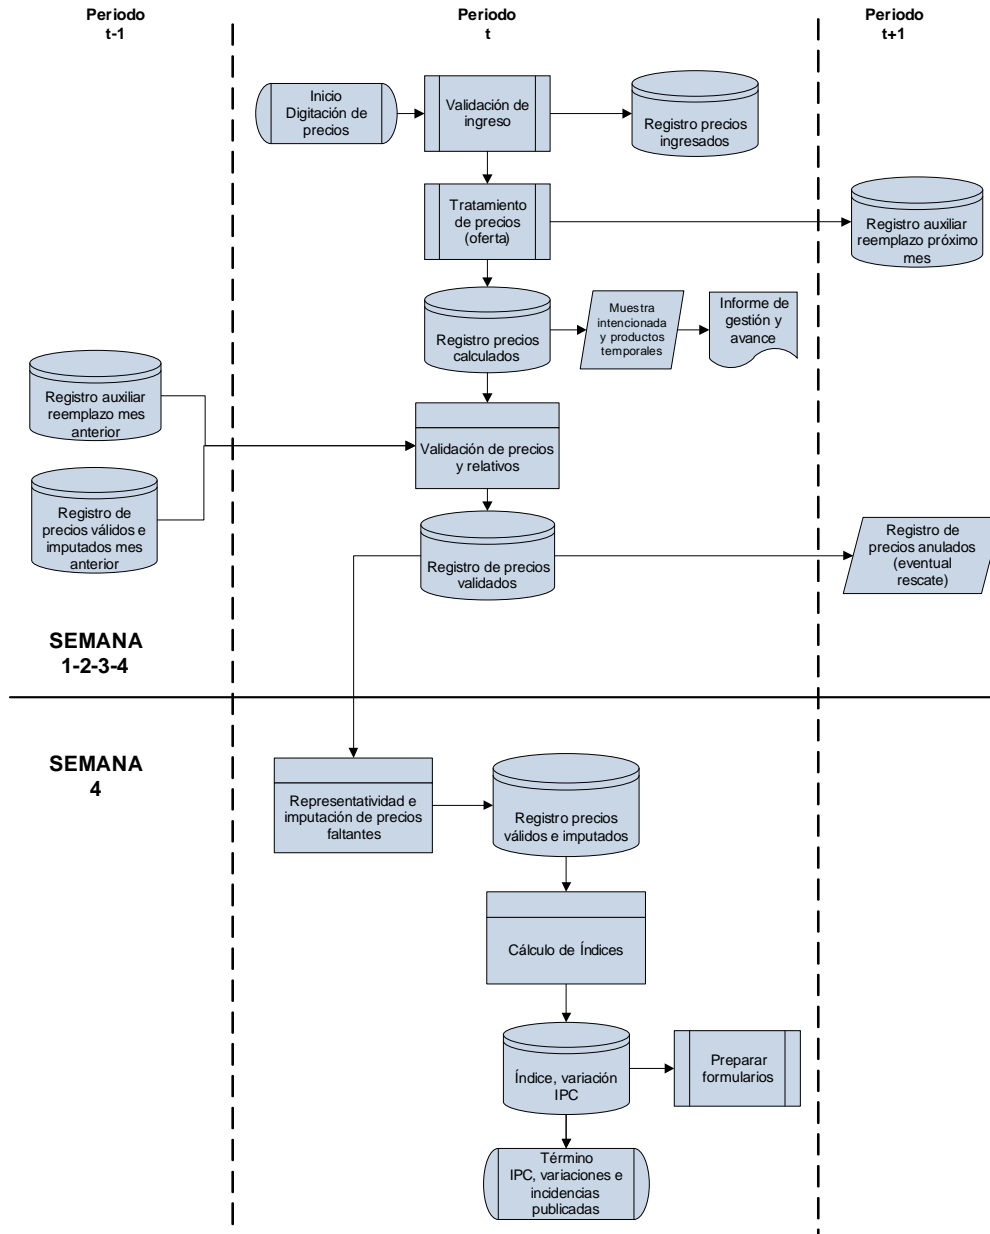 Periodo
t-1
Periodo
t
Periodo
t+1
Inicio
Digitación de
precios
Validación de
ingreso
Registro precios
ingresados
Tratamiento
de precios
(oferta)
Registro auxiliar
reemplazo próximo
mes
Registro precios
calculados
Muestra
intencionada
y productos
temporales
Informe de
gestión y
avance
Registro auxiliar
reemplazo mes
anterior
Validación de precios
y relativos
Registro de
precios válidos e
imputados mes
anterior
Registro de precios
validados
Registro de
precios anulados
(eventual
rescate)
SEMANA
1-2-3-4
SEMANA
4
Representatividad e
imputación de precios
faltantes
Registro precios
válidos e imputados
Cálculo de Índices
Índice, variación
IPC
Preparar
formularios
Término
IPC, variaciones e
incidencias
publicadas